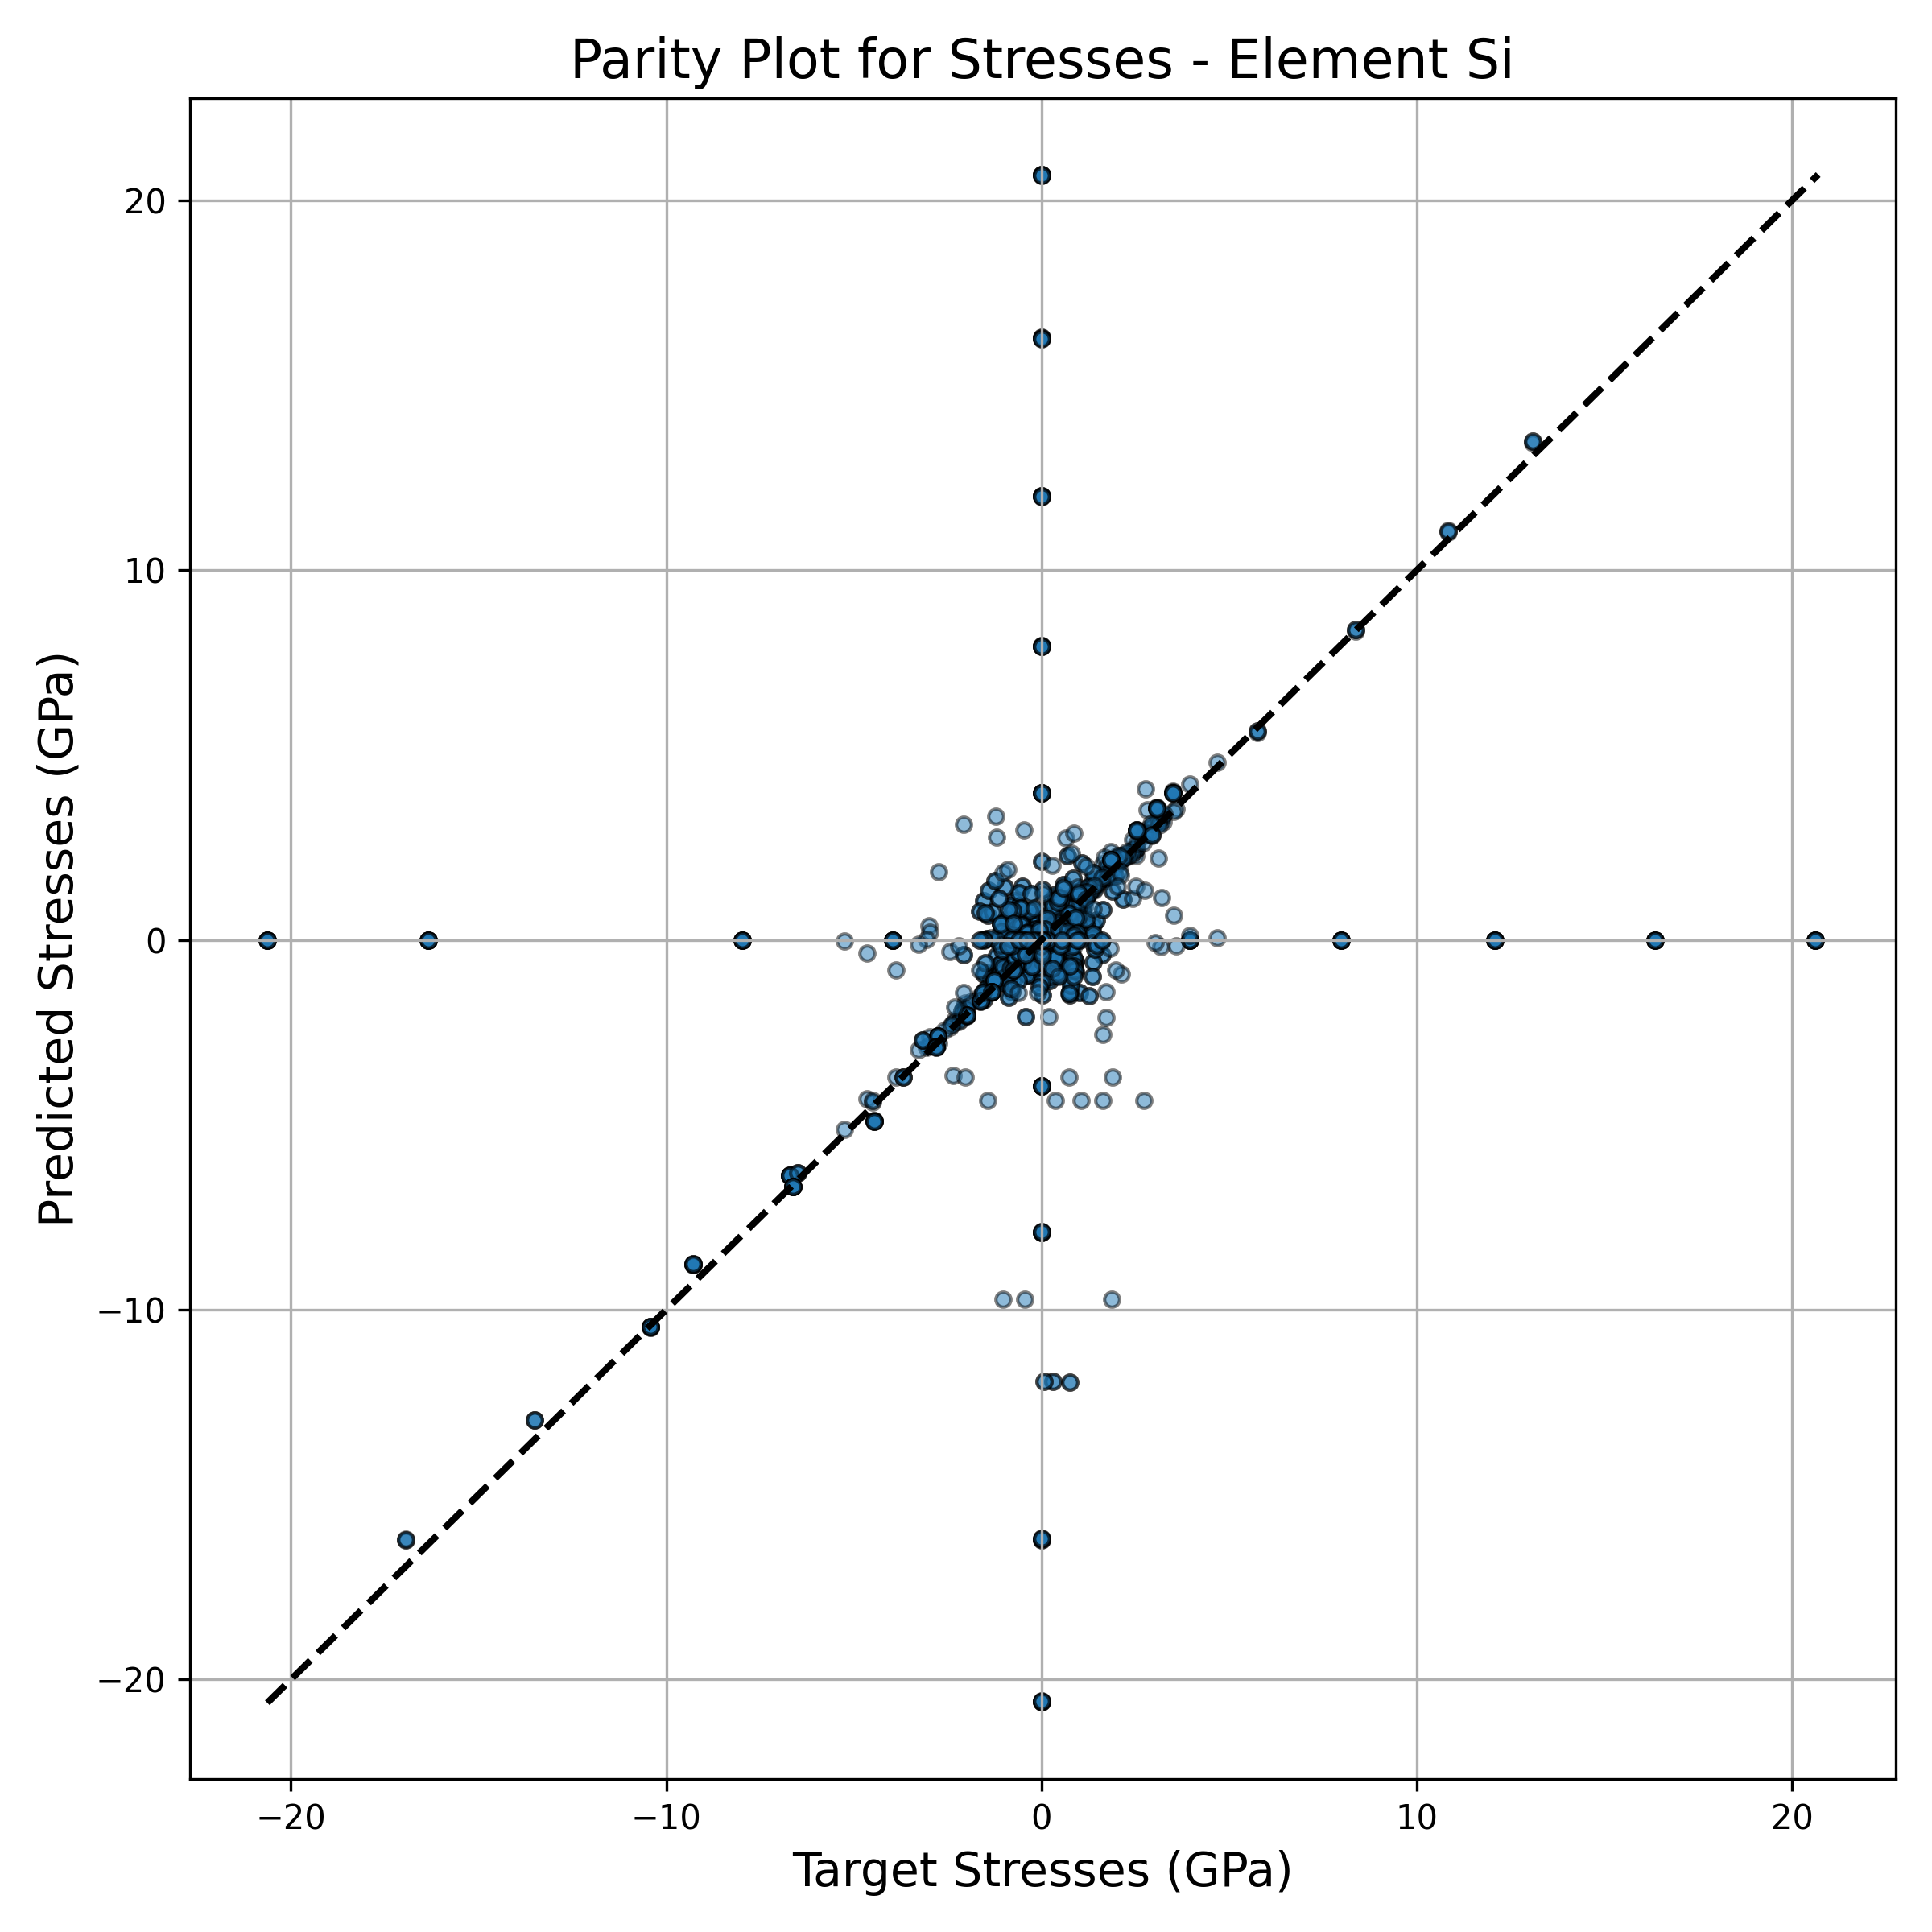 Parity Plot for Stresses - Element Si
20
10
0
−10
−20
Predicted Stresses (GPa)
−20 −10 0 10 20
Target Stresses (GPa)